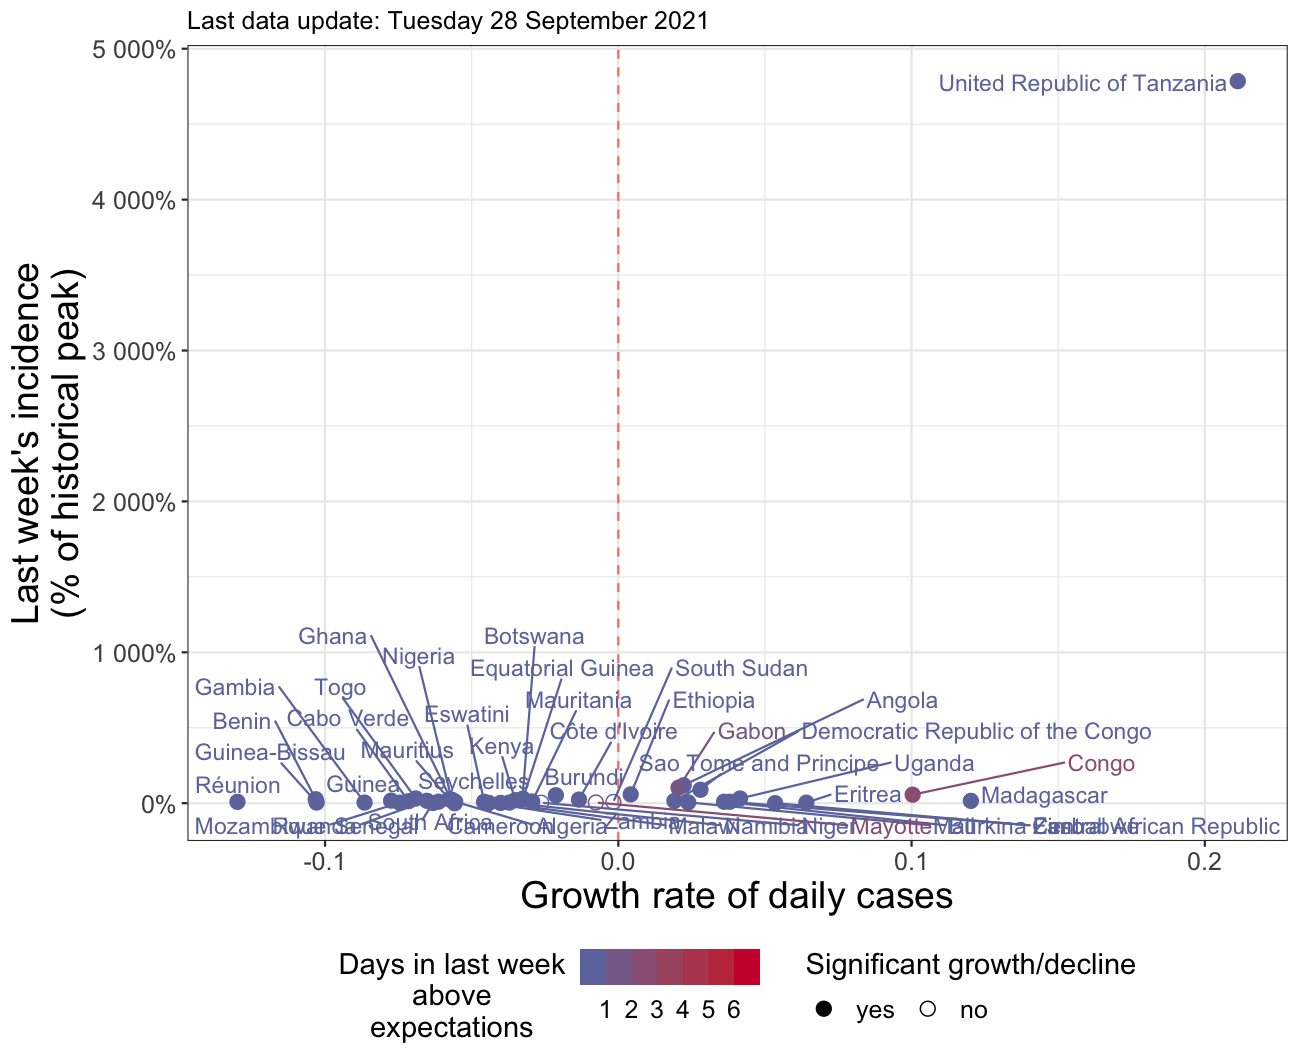 Last data update: Tuesday 28 September 2021
5 000%
United Republic of Tanzania
4 000%
3 000%
2 000%
1 000%
0%
Last week's incidence
(% of historical peak)
Ghana
Botswana
Nigeria
Equatorial Guinea
South Sudan
Gambia
Togo
Mauritania
Ethiopia
Angola
Benin
Cabo Verde
Eswatini
Côte d'Ivoire
Gabon
Democratic Republic of the Congo
Guinea-Bissau
Mauritius
Kenya
Sao Tome and Principe
Uganda
Congo
Réunion
Guinea
Seychelles
Burundi
Eritrea
Madagascar
Mozambique
Rwanda
Senegal
South Africa
Cameroon
Algeria
Zambia
Malawi
Namibia
Niger
Mayotte
Mali
Burkina Faso
Zimbabwe
Central African Republic
-0.1
0.0
0.1
0.2
Growth rate of daily cases
Days in last week
above
expectations
1 2 3 4 5 6
Significant growth/decline
yes
no